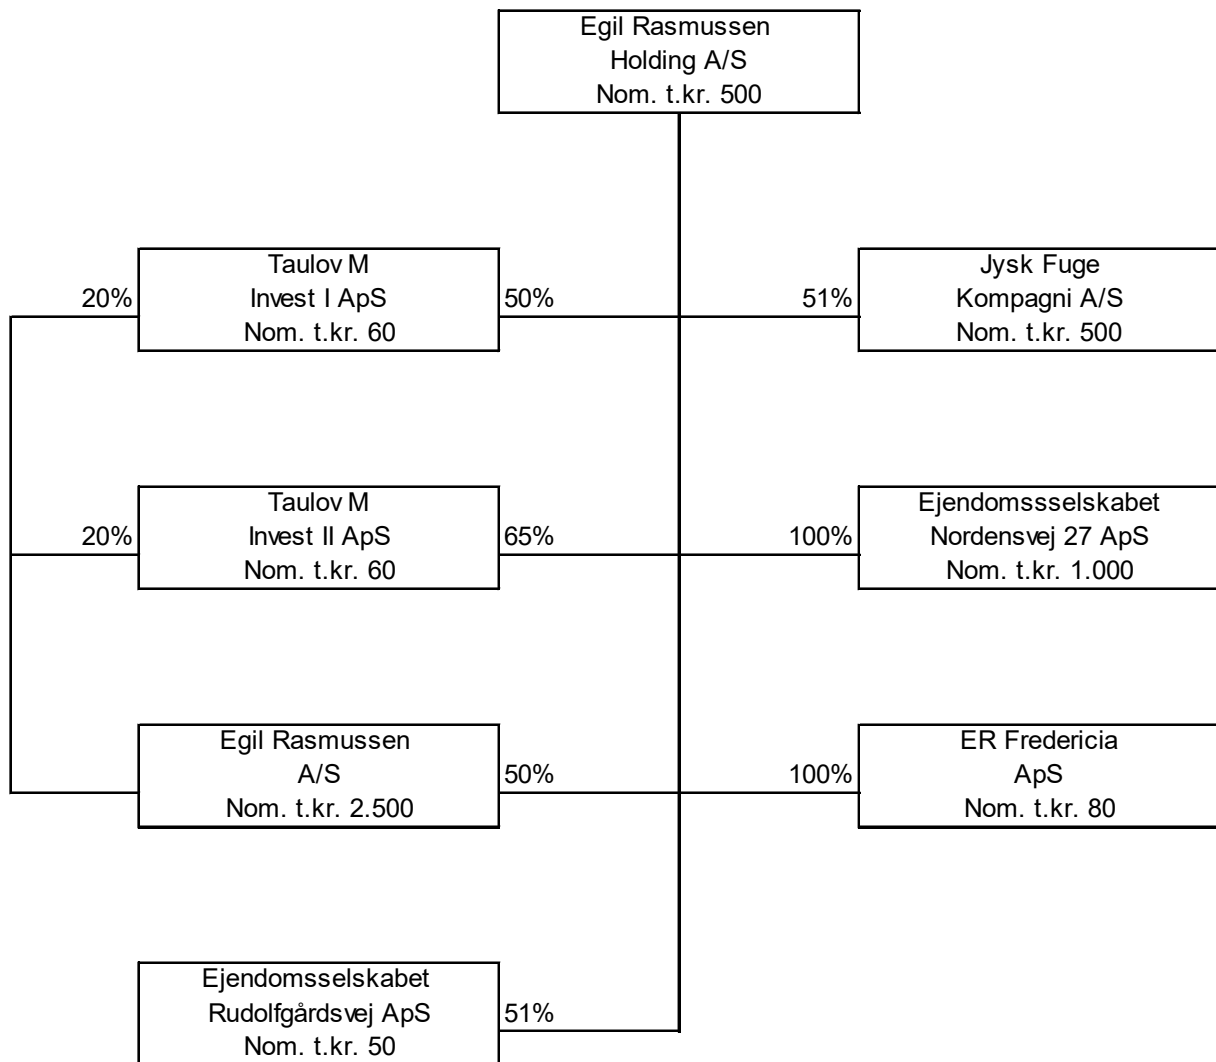 Egil Rasmussen
Holding A/S
Nom. t.kr. 500
Taulov M
Invest I ApS
Nom. t.kr. 60
20%
50%
51%
Jysk Fuge
Kompagni A/S
Nom. t.kr. 500
Taulov M
Invest II ApS
Nom. t.kr. 60
20%
65%
100%
Ejendomssselskabet
Nordensvej 27 ApS
Nom. t.kr. 1.000
Egil Rasmussen
A/S
Nom. t.kr. 2.500
50%
100%
ER Fredericia
ApS
Nom. t.kr. 80
Ejendomsselskabet
Rudolfgårdsvej ApS
Nom. t.kr. 50
51%